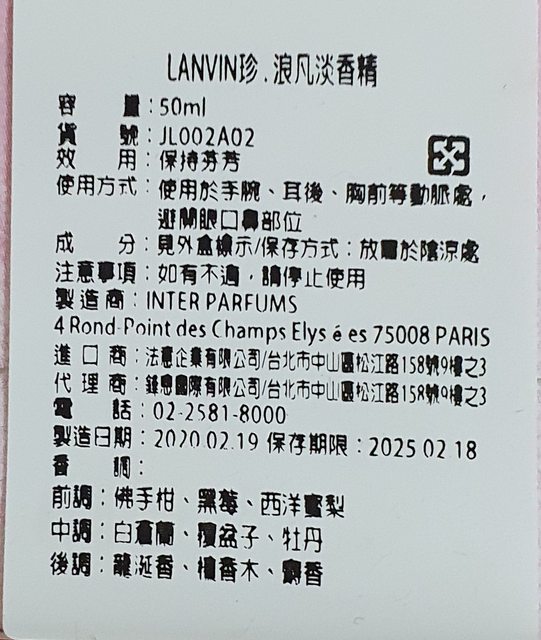 LANVIN珍.浪凡淡香精
容 量:50ml
貨 號:JL002A02
效 用:保持芬芳
使用方式:使用於手腕、耳後、胸前等動脈處,
避開眼口鼻部位
成 分:見外盒標示/保存方式:放置於陰涼處
注意事項:如有不適,請停止使用
製造商:INTER PARFUMS
4 Rond-Point des Champs Elys é es 75008 PARIS
進口商:法意企業有限公司/台北市中山區松江路158號9樓之3
代理商:鋒恩國際有限公司/台北市中山區松江路158號9樓之3
電 話:02-2581-8000
製造日期:2020.02.19 保存期限:2025.02.18
香 調:
前調:佛手柑、黑莓、西洋蜜梨
中調:白蒼蘭、覆盆子、牡丹
後調:龍涎香、檀香木、麝香